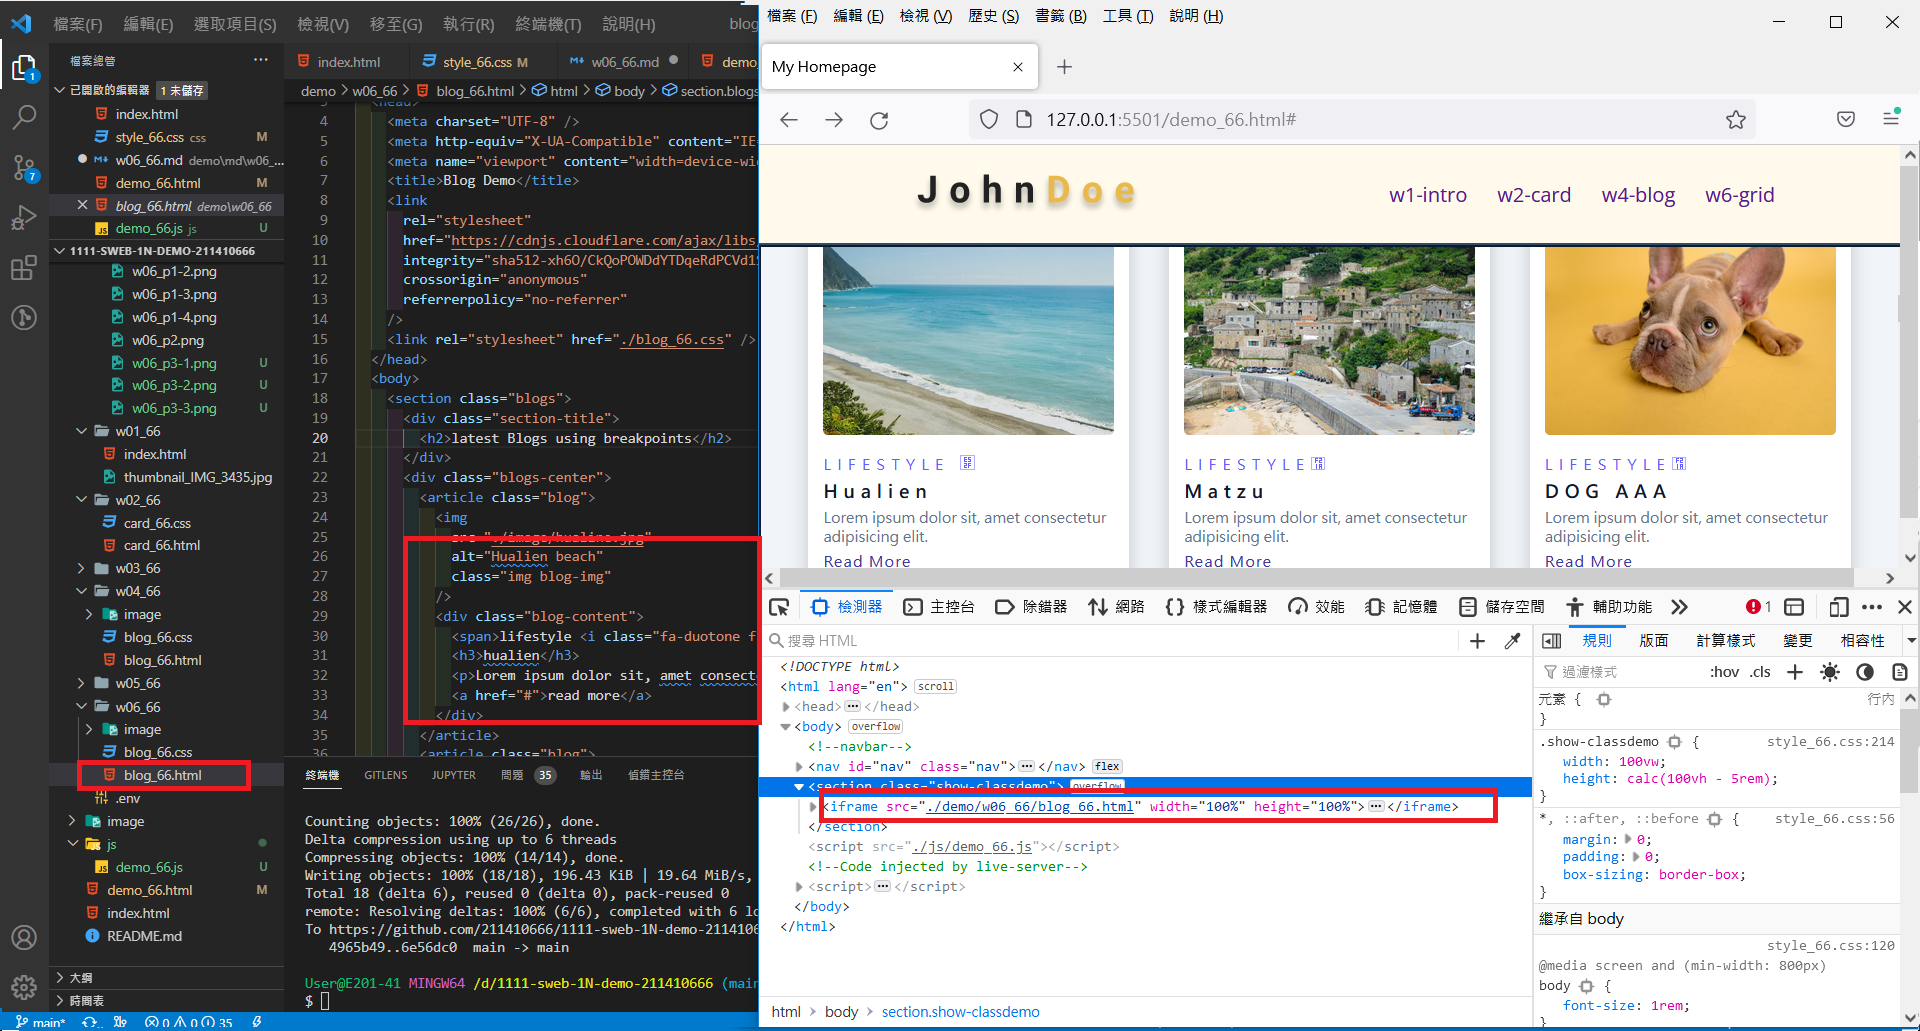 檔案(F) 編輯(E) 選取項目(S) 檢視(V) 移至(G) 執行(R) 終端機(T) 說明(H) blog
檔案總管 ...
已開啟的編輯器 1 未儲存
index.html
style_66.css css M
w06_66.md demo\md\w06_...
demo_66.html M
blog_66.html demo\w06_66
demo_66.js js U
1111-SWEB-1N-DEMO-211410666
w06_p1-2.png
w06_p1-3.png
w06_p1-4.png
w06_p2.png
w06_p3-1.png U
w06_p3-2.png U
w06_p3-3.png U
w01_66
index.html
thumbnail_IMG_3435.jpg
w02_66
card_66.css
card_66.html
w03_66
w04_66
image
blog_66.css
blog_66.html
w05_66
w06_66
image
blog_66.css
blog_66.html
.env
image
js
demo_66.js U
demo_66.html M
index.html
README.md
大綱
時間表
main* 0 0 35
1
7
index.html style_66.css M w06_66.md demo_
demo > w06_66 > blog_66.html > html > body > section.blogs
<head>
4 <meta charset="UTF-8" />
5 <meta http-equiv="X-UA-Compatible" content="IE=
6 <meta name="viewport" content="width=device-wi
7 <title>Blog Demo</title>
8 <link
9 rel="stylesheet"
10 href="https://cdnjs.cloudflare.com/ajax/libs
11 integrity="sha512-xh6O/CkQoPOWDdYTDqeRdPCVd1S
12 crossorigin="anonymous"
13 referrerpolicy="no-referrer"
14 />
15 <link rel="stylesheet" href="./blog_66.css" />
16 </head>
17 <body>
18 <section class="blogs">
19 <div class="section-title">
20 <h2>latest Blogs using breakpoints</h2>
21 </div>
22 <div class="blogs-center">
23 <article class="blog">
24 <img
25 src="./image/hualine.jpg"
26 alt="Hualien beach"
27 class="img blog-img"
28 />
29 <div class="blog-content">
30 <span>lifestyle <i class="fa-duotone f
31 <h3>hualien</h3>
32 <p>Lorem ipsum dolor sit, amet consect
33 <a href="#">read more</a>
34 </div>
35 </article>
36 <article class="blog">
終端機 GITLENS JUPYTER 問題 35 輸出 偵錯主控台
Counting objects: 100% (26/26), done.
Delta compression using up to 6 threads
Compressing objects: 100% (14/14), done.
Writing objects: 100% (18/18), 196.43 KiB | 19.64 MiB/s,
Total 18 (delta 6), reused 0 (delta 0), pack-reused 0
remote: Resolving deltas: 100% (6/6), completed with 6 lo
To https://github.com/211410666/1111-sweb-1N-demo-211410
4965b49..6e56dc0 main -> main
User@E201-41 MINGW64 /d/1111-sweb-1N-demo-211410666 (main
$
檔案 (F) 編輯 (E) 檢視 (V) 歷史 (S) 書籤 (B) 工具 (T) 說明 (H)
My Homepage
127.0.0.1:5501/demo_66.html#
JohnDoe
w1-intro w2-card w4-blog w6-grid
LIFESTYLE
Hualien
Lorem ipsum dolor sit, amet consectetur
adipisicing elit.
Read More
LIFESTYLE
Matzu
Lorem ipsum dolor sit, amet consectetur
adipisicing elit.
Read More
LIFESTYLE
DOG AAA
Lorem ipsum dolor sit, amet consectetur
adipisicing elit.
Read More
檢測器 主控台 除錯器 網路 樣式編輯器 效能 記憶體 儲存空間 輔助功能 1
搜尋 HTML
<!DOCTYPE html>
<html lang="en"> scroll
<head> ... </head>
<body> overflow
<!--navbar-->
<nav id="nav" class="nav"> ... </nav> flex
<section class="show-classdemo"> overflow
<iframe src="./demo/w06_66/blog_66.html" width="100%" height="100%"> ... </iframe>
</section>
<script src="./js/demo_66.js"></script>
<!--Code injected by live-server-->
<script> ... </script>
</body>
</html>
html > body > section.show-classdemo
規則 版面 計算樣式 變更 相容性
過濾樣式 :hov .cls
元素 { 行內
}
.show-classdemo { style_66.css:214
width: 100vw;
height: calc(100vh - 5rem);
}
*, ::after, ::before { style_66.css:56
margin: 0;
padding: 0;
box-sizing: border-box;
}
繼承自 body
style_66.css:120
@media screen and (min-width: 800px)
body {
font-size: 1rem;
}